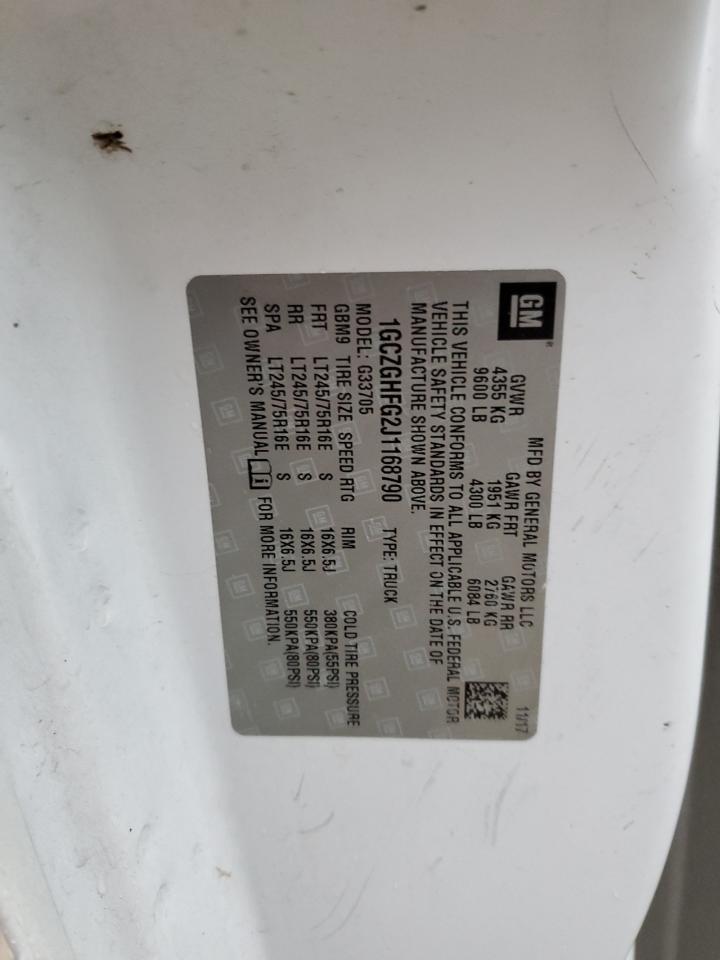 GM®
MFD BY GENERAL MOTORS LLC 11/17
GVWR GAWR FRT GAWR RR
4355 KG 1951 KG 2760 KG
9600 LB 4300 LB 6084 LB
THIS VEHICLE CONFORMS TO ALL APPLICABLE U.S. FEDERAL MOTOR
VEHICLE SAFETY STANDARDS IN EFFECT ON THE DATE OF
MANUFACTURE SHOWN ABOVE.
1GCZGHFG2J1168790 TYPE: TRUCK
MODEL: G33705
GBM9 TIRE SIZE SPEED RTG RIM COLD TIRE PRESSURE
FRT LT245/75R16E S 16X6.5J 380KPA(55PSI)
RR LT245/75R16E S 16X6.5J 550KPA(80PSI)
SPA LT245/75R16E S 16X6.5J 550KPA(80PSI)
SEE OWNER'S MANUAL i FOR MORE INFORMATION.